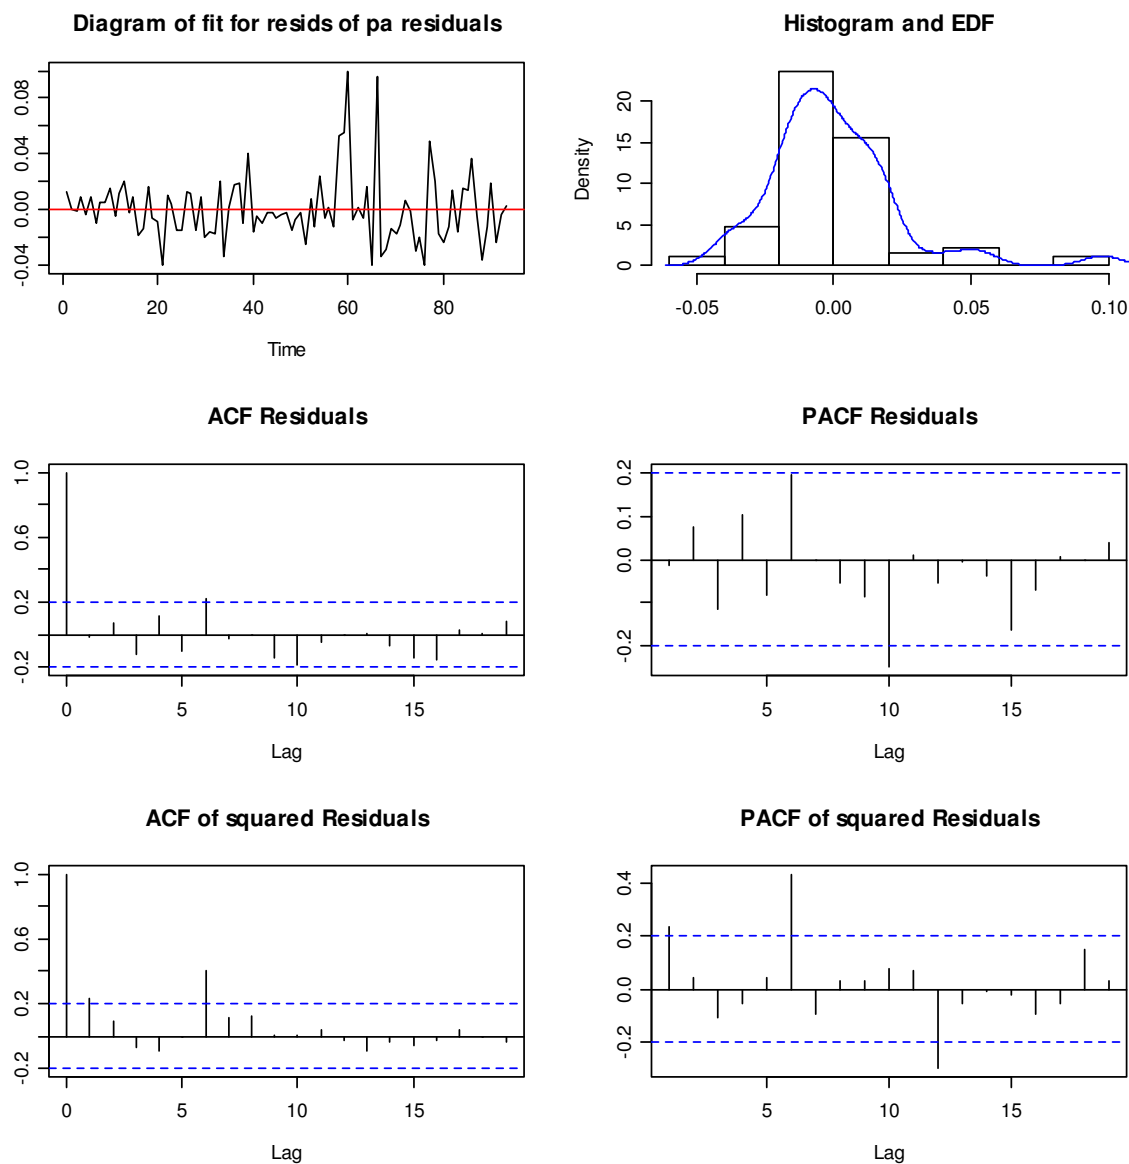 Diagram of fit for resids of pa residuals
-0.04 0.00 0.04 0.08
0 20 40 60 80
Time
Histogram and EDF
Density
0 5 10 15 20
-0.05 0.00 0.05 0.10
ACF Residuals
-0.2 0.2 0.6 1.0
0 5 10 15
Lag
PACF Residuals
-0.2 0.0 0.1 0.2
5 10 15
Lag
ACF of squared Residuals
-0.2 0.2 0.6 1.0
0 5 10 15
Lag
PACF of squared Residuals
-0.2 0.0 0.2 0.4
5 10 15
Lag